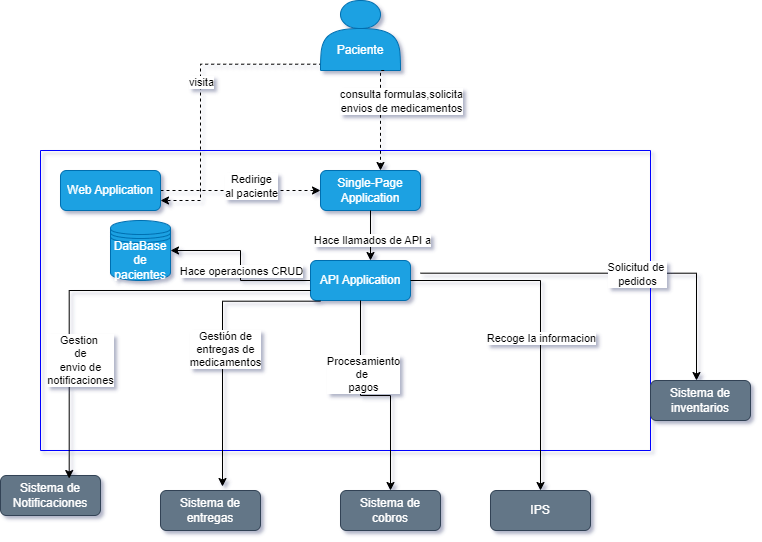 Paciente
visita
consulta formulas,solicita
envios de medicamentos
Web Application
Redirige
al paciente
Single-Page
Application
Hace llamados de API a
DataBase
de
pacientes
Hace operaciones CRUD
API Application
Solicitud de
pedidos
Gestion
de
envio de
notificaciones
Gestión de
entregas de
medicamentos
Procesamiento
de
pagos
Recoge la informacion
Sistema de
inventarios
Sistema de
Notificaciones
Sistema de
entregas
Sistema de
cobros
IPS